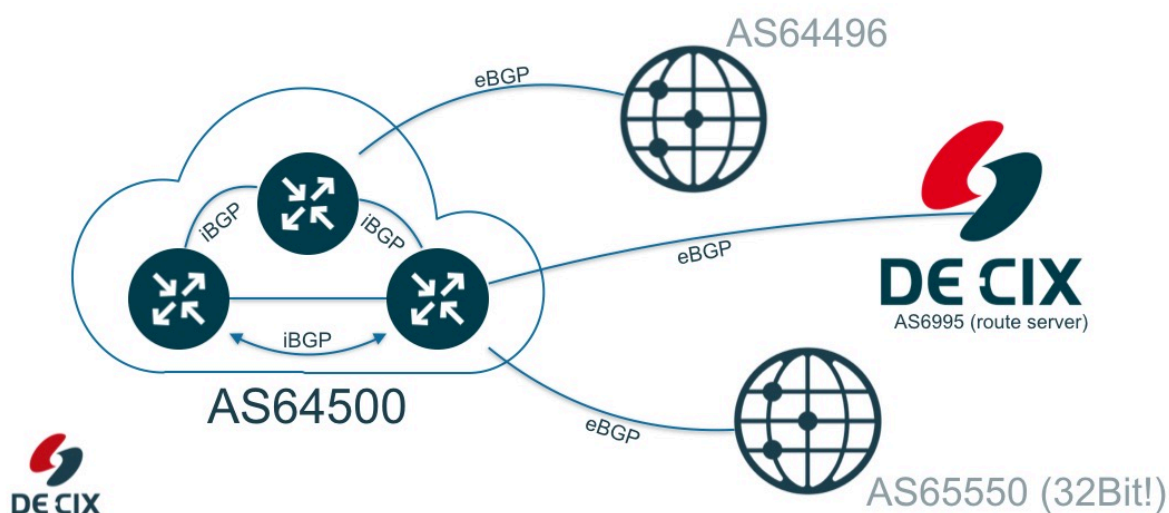 AS64496
eBGP
iBGP
iBGP
eBGP
DE CIX
AS6995 (route server)
iBGP
AS64500
eBGP
DE CIX
AS65550 (32Bit!)